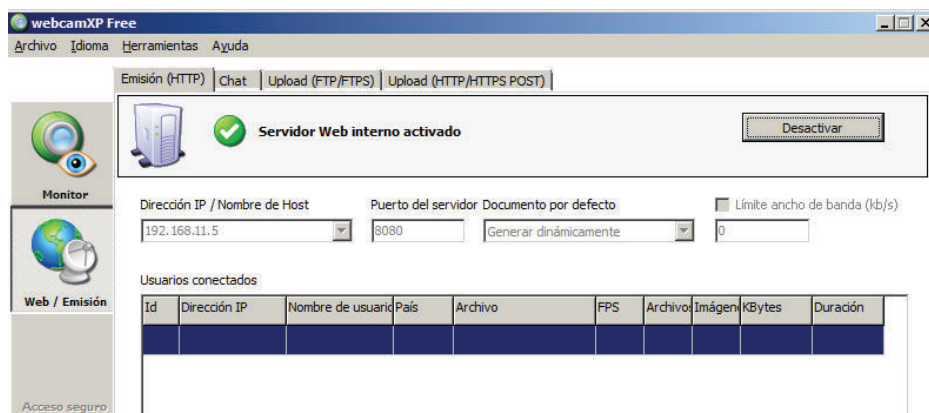 webcamXP Free
Archivo Idioma Herramientas Ayuda
Emisión (HTTP) Chat Upload (FTP/FTPS) Upload (HTTP/HTTPS POST)
Servidor Web interno activado
Desactivar
Monitor
Dirección IP / Nombre de Host Puerto del servidor Documento por defecto Límite ancho de banda (kb/s)
192.168.11.5 8080 Generar dinámicamente 0
Usuarios conectados
Web / Emisión
Id Dirección IP Nombre de usuario País Archivo FPS Archivos Imágen KBytes Duración
Acceso seguro